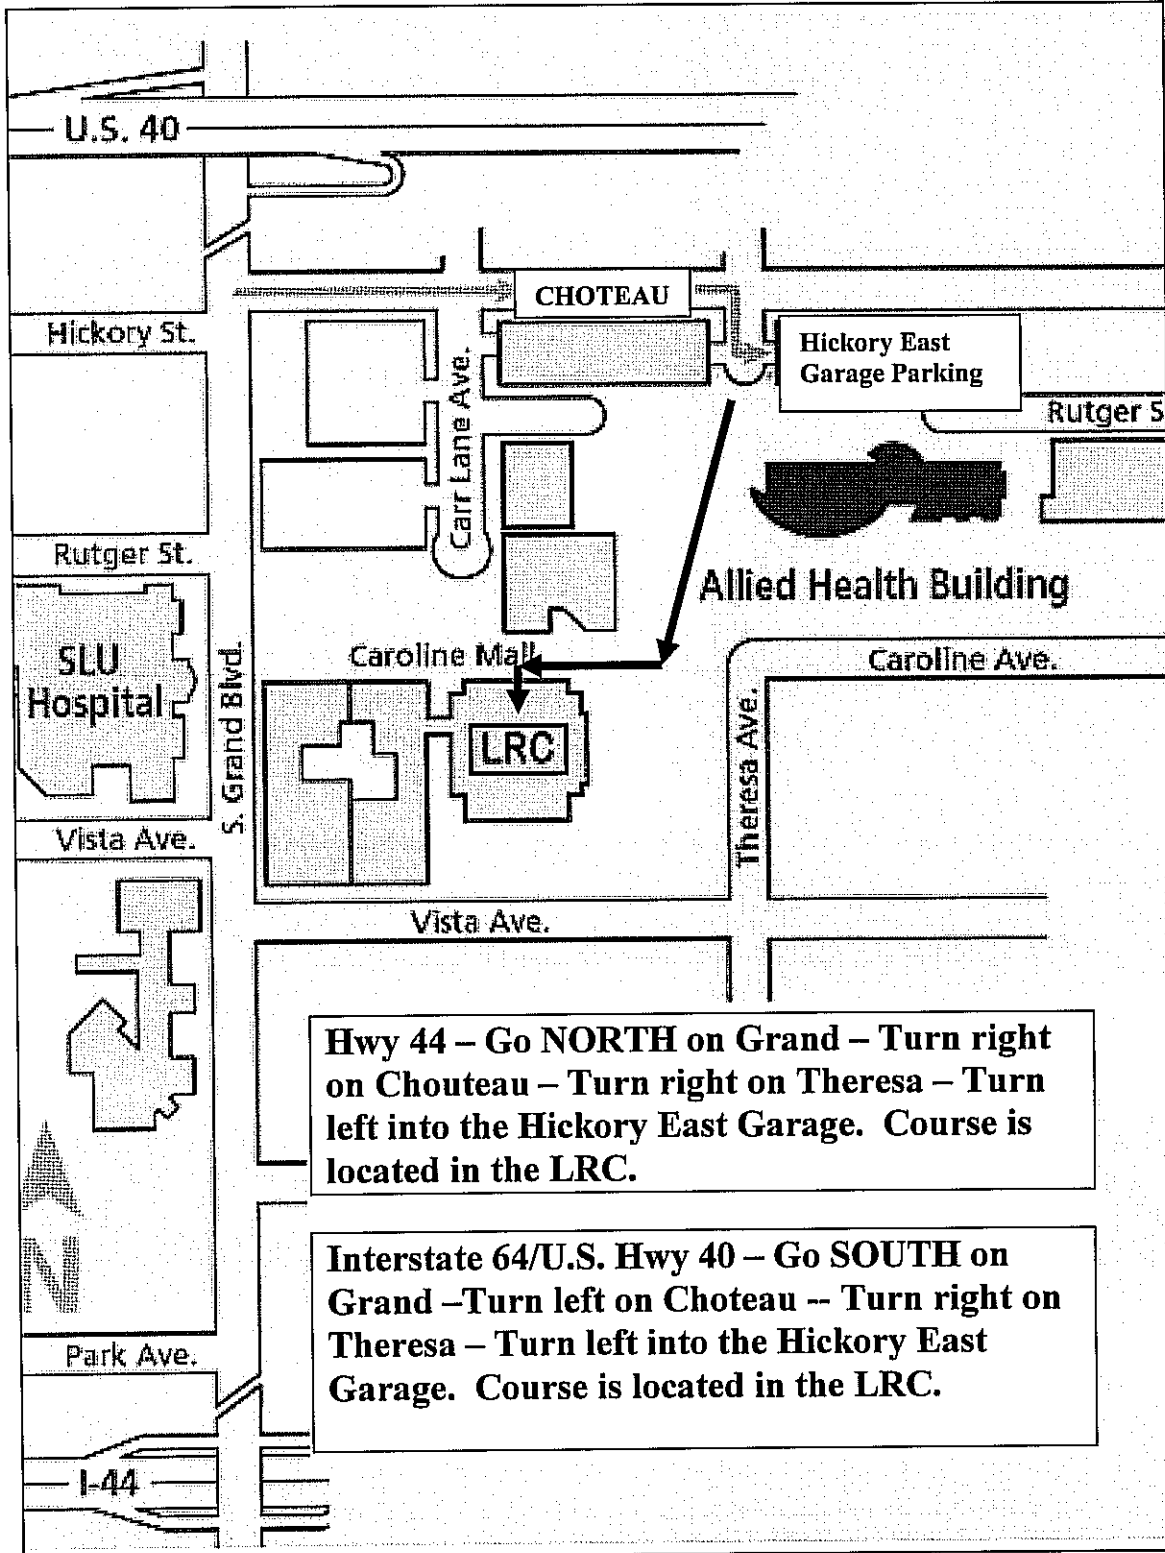 U.S. 40
CHOTEAU
Hickory St.
Hickory East
Garage Parking
Carr Lane Ave.
Rutger S
Rutger St.
Allied Health Building
SLU
Hospital
S. Grand Blvd.
Caroline Mall
Caroline Ave.
LRC
Theresa Ave.
Vista Ave.
Vista Ave.
Hwy 44 – Go NORTH on Grand – Turn right
on Chouteau – Turn right on Theresa – Turn
left into the Hickory East Garage. Course is
located in the LRC.
N
Interstate 64/U.S. Hwy 40 – Go SOUTH on
Grand –Turn left on Choteau -- Turn right on
Theresa – Turn left into the Hickory East
Garage. Course is located in the LRC.
Park Ave.
I-44